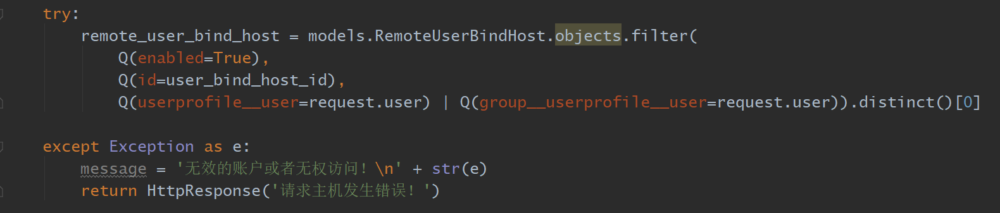 try:
    remote_user_bind_host = models.RemoteUserBindHost.objects.filter(
        Q(enabled=True),
        Q(id=user_bind_host_id),
        Q(userprofile__user=request.user) | Q(group__userprofile__user=request.user)).distinct()[0]
except Exception as e:
    message = '无效的账户或者无权访问！\n' + str(e)
    return HttpResponse('请求主机发生错误！')